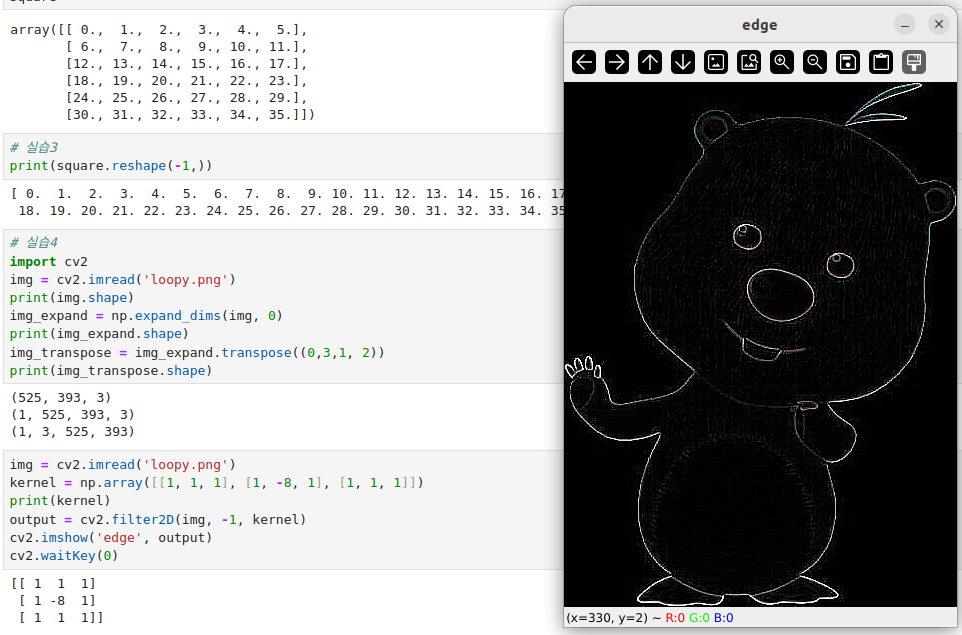 array([[ 0.,  1.,  2.,  3.,  4.,  5.],
       [ 6.,  7.,  8.,  9., 10., 11.],
       [12., 13., 14., 15., 16., 17.],
       [18., 19., 20., 21., 22., 23.],
       [24., 25., 26., 27., 28., 29.],
       [30., 31., 32., 33., 34., 35.]])
# 실습3
print(square.reshape(-1,))
[ 0.  1.  2.  3.  4.  5.  6.  7.  8.  9. 10. 11. 12. 13. 14. 15. 16. 17
 18. 19. 20. 21. 22. 23. 24. 25. 26. 27. 28. 29. 30. 31. 32. 33. 34. 35
# 실습4
import cv2
img = cv2.imread('loopy.png')
print(img.shape)
img_expand = np.expand_dims(img, 0)
print(img_expand.shape)
img_transpose = img_expand.transpose((0,3,1, 2))
print(img_transpose.shape)
(525, 393, 3)
(1, 525, 393, 3)
(1, 3, 525, 393)
img = cv2.imread('loopy.png')
kernel = np.array([[1, 1, 1], [1, -8, 1], [1, 1, 1]])
print(kernel)
output = cv2.filter2D(img, -1, kernel)
cv2.imshow('edge', output)
cv2.waitKey(0)
[[ 1  1  1]
 [ 1 -8  1]
 [ 1  1  1]]
edge
(x=330, y=2) ~ R:0 G:0 B:0